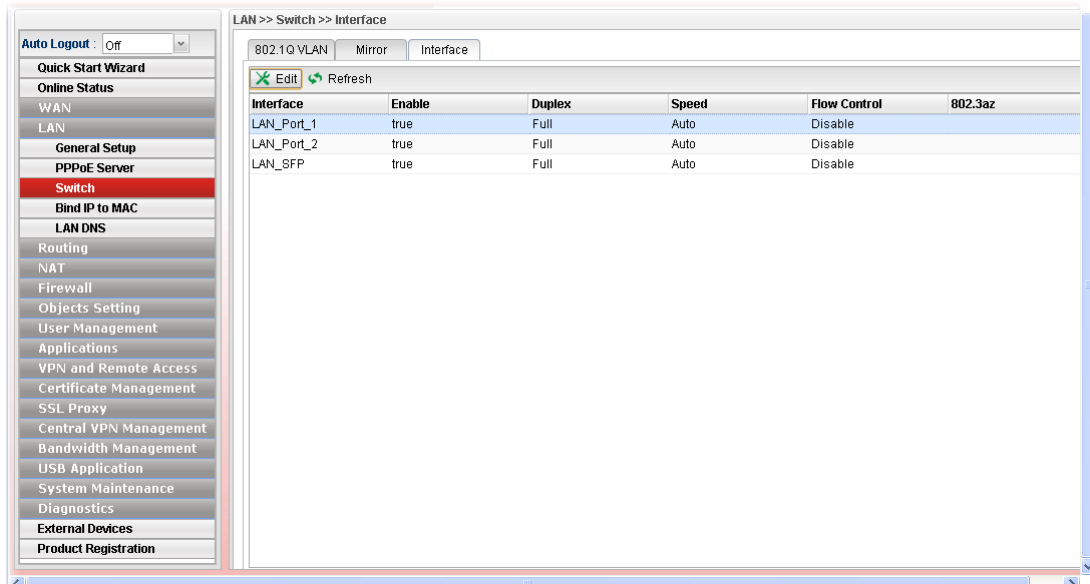 LAN >> Switch >> Interface
Auto Logout : Off
Quick Start Wizard
Online Status
WAN
LAN
General Setup
PPPoE Server
Switch
Bind IP to MAC
LAN DNS
Routing
NAT
Firewall
Objects Setting
User Management
Applications
VPN and Remote Access
Certificate Management
SSL Proxy
Central VPN Management
Bandwidth Management
USB Application
System Maintenance
Diagnostics
External Devices
Product Registration
802.1Q VLAN Mirror Interface
Edit Refresh
Interface Enable Duplex Speed Flow Control 802.3az
LAN_Port_1 true Full Auto Disable
LAN_Port_2 true Full Auto Disable
LAN_SFP true Full Auto Disable